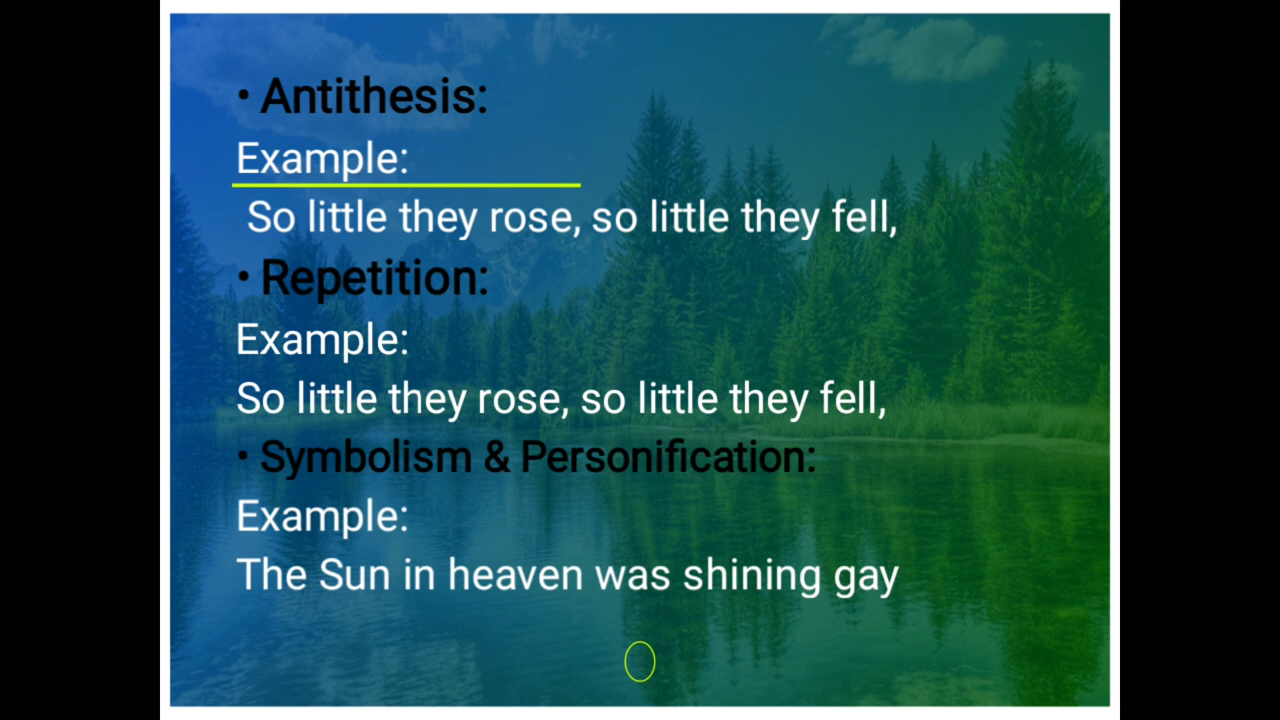 • Antithesis:
Example:
So little they rose, so little they fell,
• Repetition:
Example:
So little they rose, so little they fell,
• Symbolism & Personification:
Example:
The Sun in heaven was shining gay